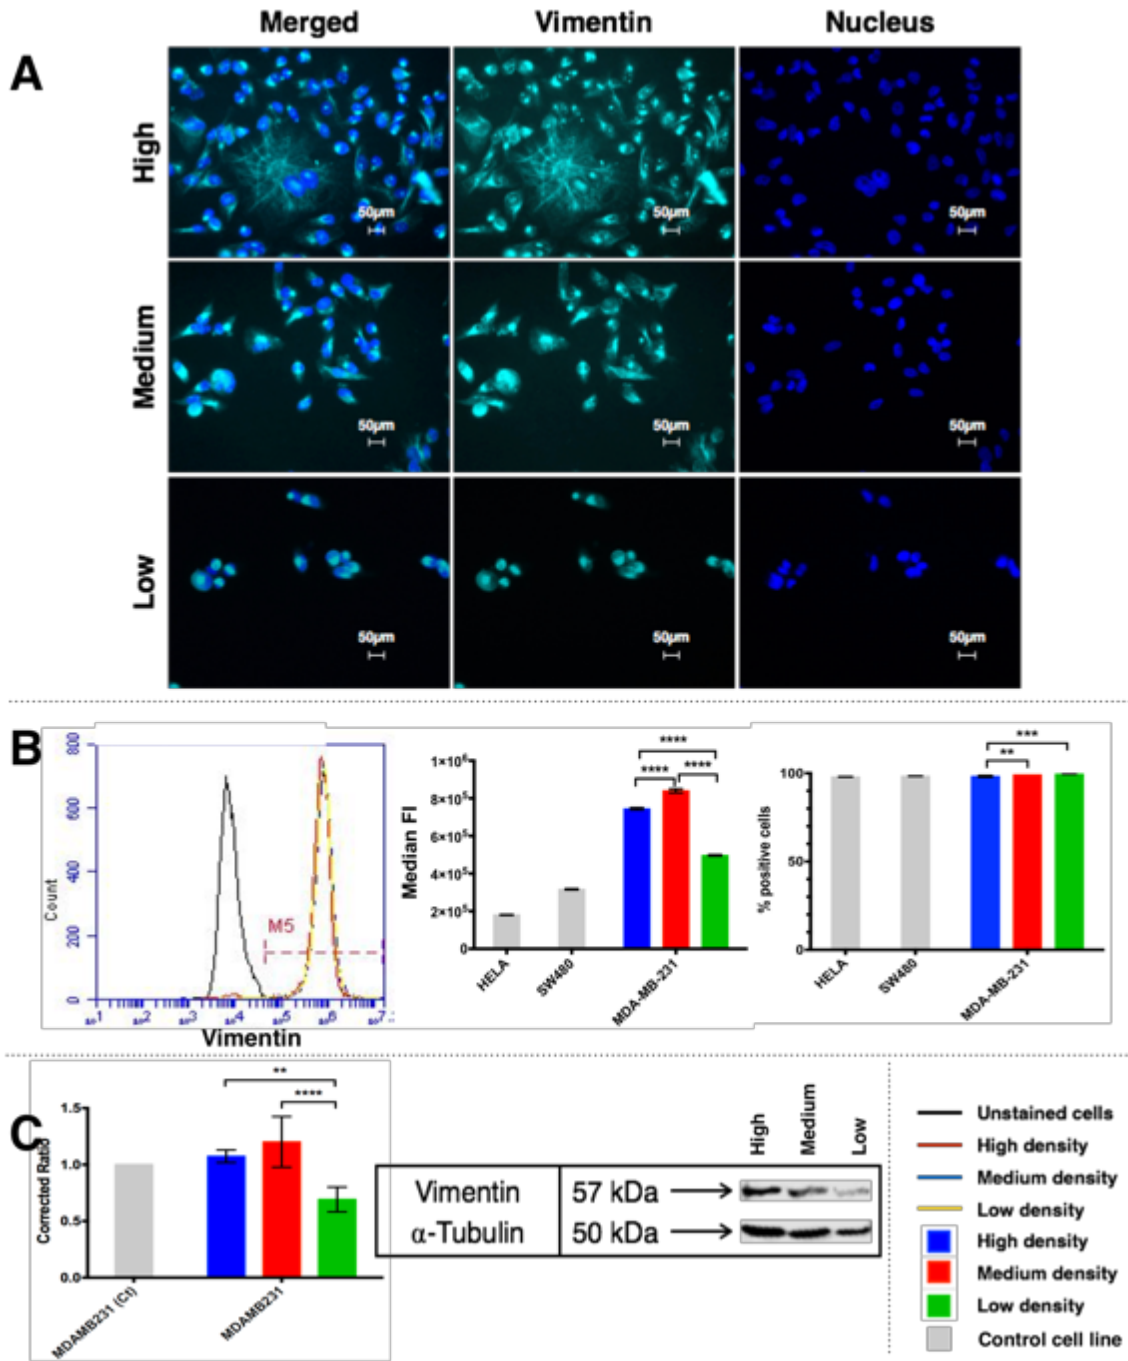 Merged
Vimentin
Nucleus
A
High
50µm
50µm
50µm
Medium
50µm
50µm
50µm
Low
50µm
50µm
50µm
B
800
600
400
200
0
Count
M5
Vimentin
Median FI
1×10⁶
8×10⁵
6×10⁵
4×10⁵
2×10⁵
0
****
**** ****
HELA
SW480
MDA-MB-231
% positive cells
100
50
0
***
**
HELA
SW480
MDA-MB-231
C
Corrected Ratio
1.5
1.0
0.5
0.0
**
****
MDAMB231 (Ct)
MDAMB231
High
Medium
Low
Vimentin 57 kDa
α-Tubulin 50 kDa
Unstained cells
High density
Medium density
Low density
High density
Medium density
Low density
Control cell line